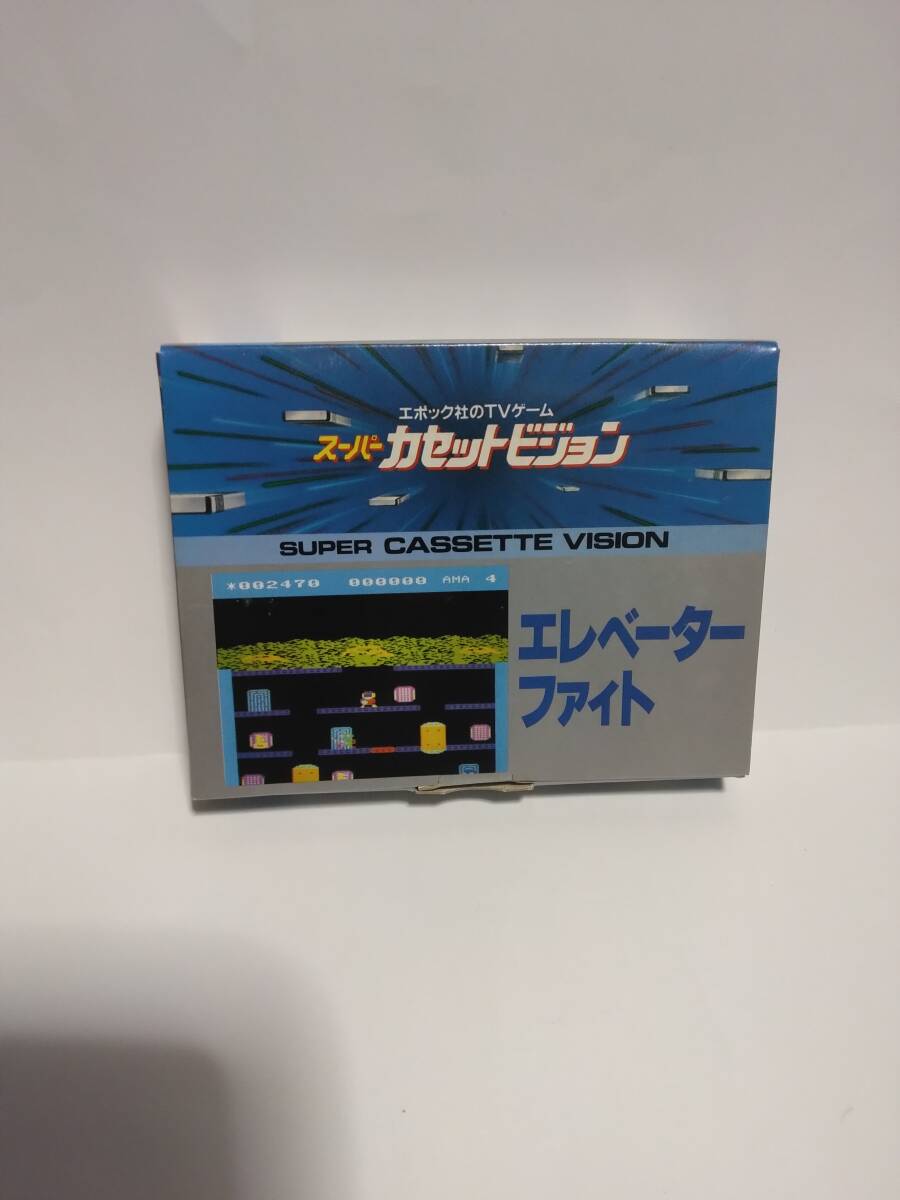 エポック社のTVゲーム
スーパーカセットビジョン
SUPER CASSETTE VISION
*002470 000000 AMA 4
エレベーター
ファイト